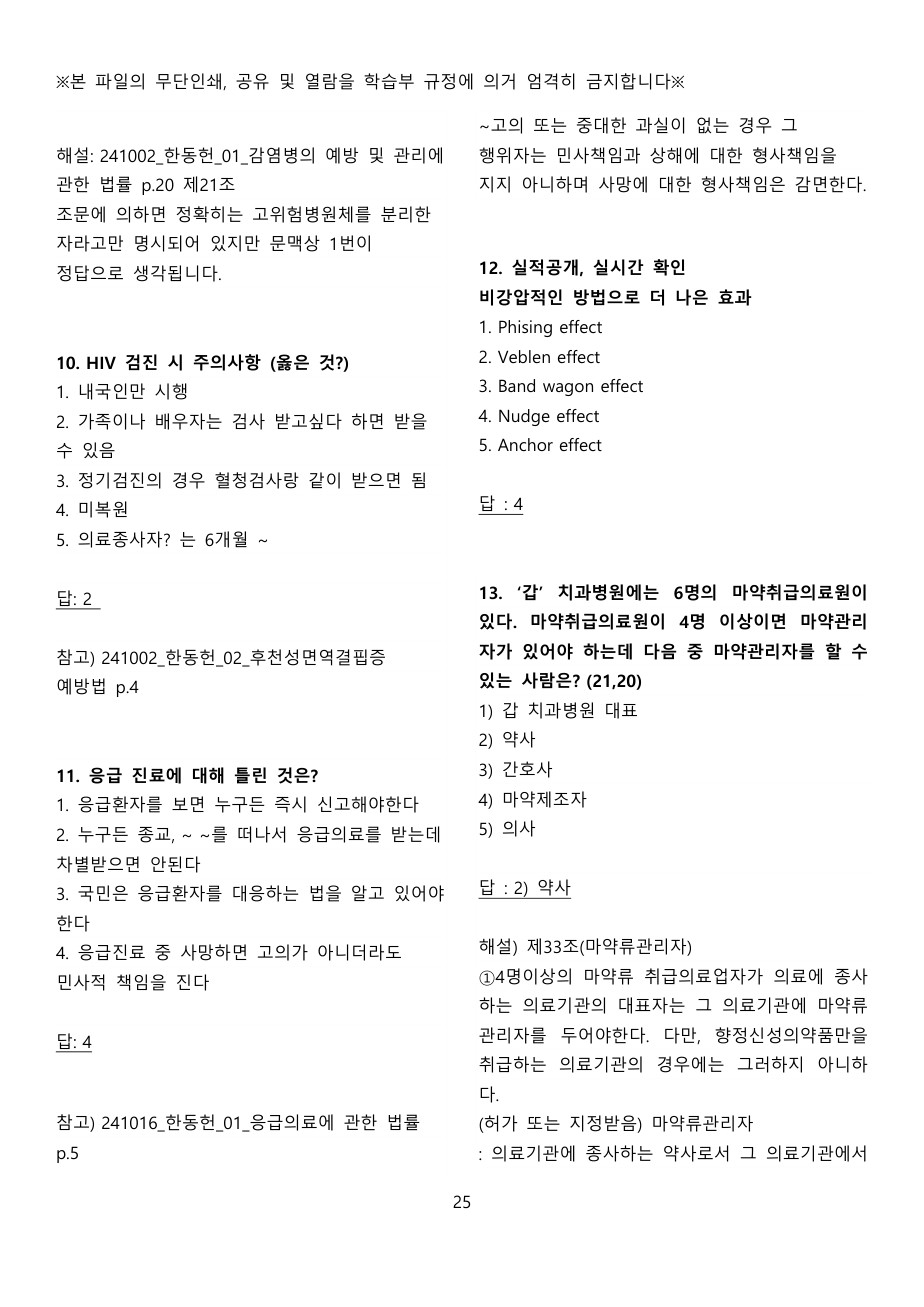 ※본 파일의 무단인쇄, 공유 및 열람을 학습부 규정에 의거 엄격히 금지합니다※
해설: 241002_한동헌_01_감염병의 예방 및 관리에
관한 법률 p.20 제21조
조문에 의하면 정확히는 고위험병원체를 분리한
자라고만 명시되어 있지만 문맥상 1번이
정답으로 생각됩니다.
10. HIV 검진 시 주의사항 (옳은 것?)
1. 내국인만 시행
2. 가족이나 배우자는 검사 받고싶다 하면 받을
수 있음
3. 정기검진의 경우 혈청검사랑 같이 받으면 됨
4. 미복원
5. 의료종사자? 는 6개월 ~
답: 2
참고) 241002_한동헌_02_후천성면역결핍증
예방법 p.4
11. 응급 진료에 대해 틀린 것은?
1. 응급환자를 보면 누구든 즉시 신고해야한다
2. 누구든 종교, ~ ~를 떠나서 응급의료를 받는데
차별받으면 안된다
3. 국민은 응급환자를 대응하는 법을 알고 있어야
한다
4. 응급진료 중 사망하면 고의가 아니더라도
민사적 책임을 진다
답: 4
참고) 241016_한동헌_01_응급의료에 관한 법률
p.5
~고의 또는 중대한 과실이 없는 경우 그
행위자는 민사책임과 상해에 대한 형사책임을
지지 아니하며 사망에 대한 형사책임은 감면한다.
12. 실적공개, 실시간 확인
비강압적인 방법으로 더 나은 효과
1. Phising effect
2. Veblen effect
3. Band wagon effect
4. Nudge effect
5. Anchor effect
답 : 4
13. ‘갑’ 치과병원에는 6명의 마약취급의료원이
있다. 마약취급의료원이 4명 이상이면 마약관리
자가 있어야 하는데 다음 중 마약관리자를 할 수
있는 사람은? (21,20)
1) 갑 치과병원 대표
2) 약사
3) 간호사
4) 마약제조자
5) 의사
답 : 2) 약사
해설) 제33조(마약류관리자)
①4명이상의 마약류 취급의료업자가 의료에 종사
하는 의료기관의 대표자는 그 의료기관에 마약류
관리자를 두어야한다. 다만, 향정신성의약품만을
취급하는 의료기관의 경우에는 그러하지 아니하
다.
(허가 또는 지정받음) 마약류관리자
: 의료기관에 종사하는 약사로서 그 의료기관에서
25